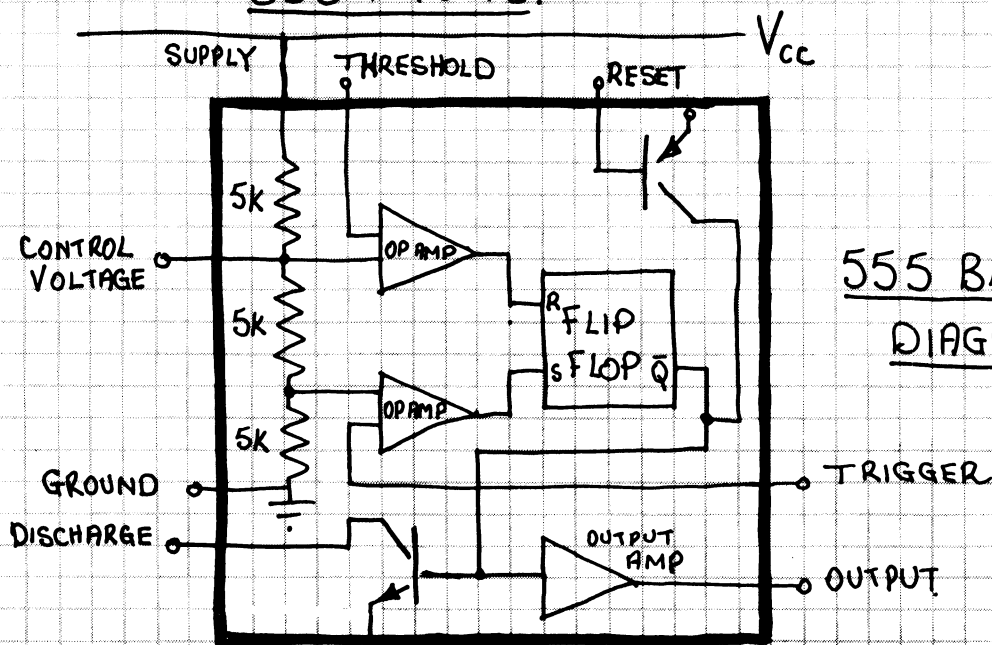 VCC
SUPPLY
THRESHOLD
RESET
5K
CONTROL
VOLTAGE
OP AMP
555
R
FLIP
5K
S
FLOP
Q̅
OP AMP
5K
GROUND
TRIGGER
DISCHARGE
OUTPUT
AMP
OUTPUT